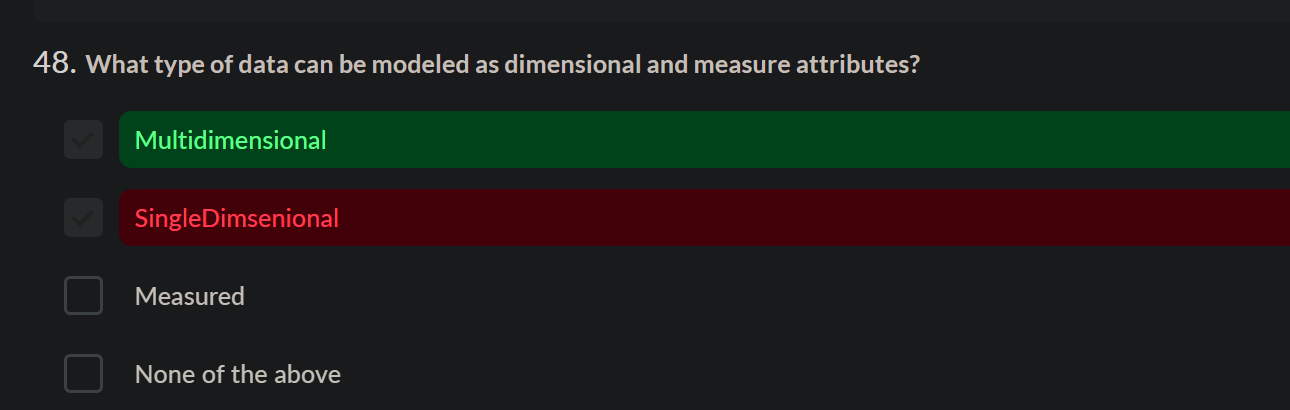 48. What type of data can be modeled as dimensional and measure attributes?
Multidimensional
SingleDimsenional
Measured
None of the above